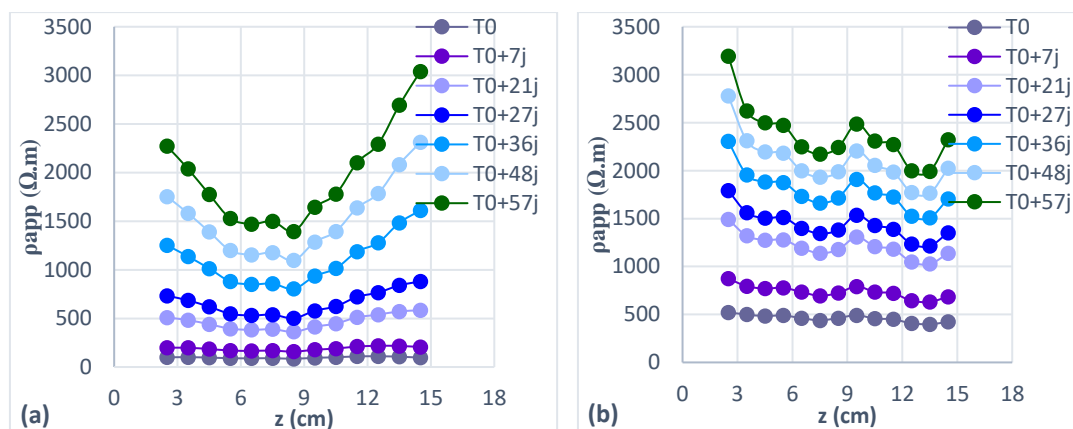 3500
3000
2500
2000
1500
1000
500
0
ρapp (Ω.m)
0 3 6 9 12 15 18
z (cm)
(a)
T0
T0+7j
T0+21j
T0+27j
T0+36j
T0+48j
T0+57j
3500
3000
2500
2000
1500
1000
500
0
ρapp (Ω.m)
0 3 6 9 12 15 18
z (cm)
(b)
T0
T0+7j
T0+21j
T0+27j
T0+36j
T0+48j
T0+57j